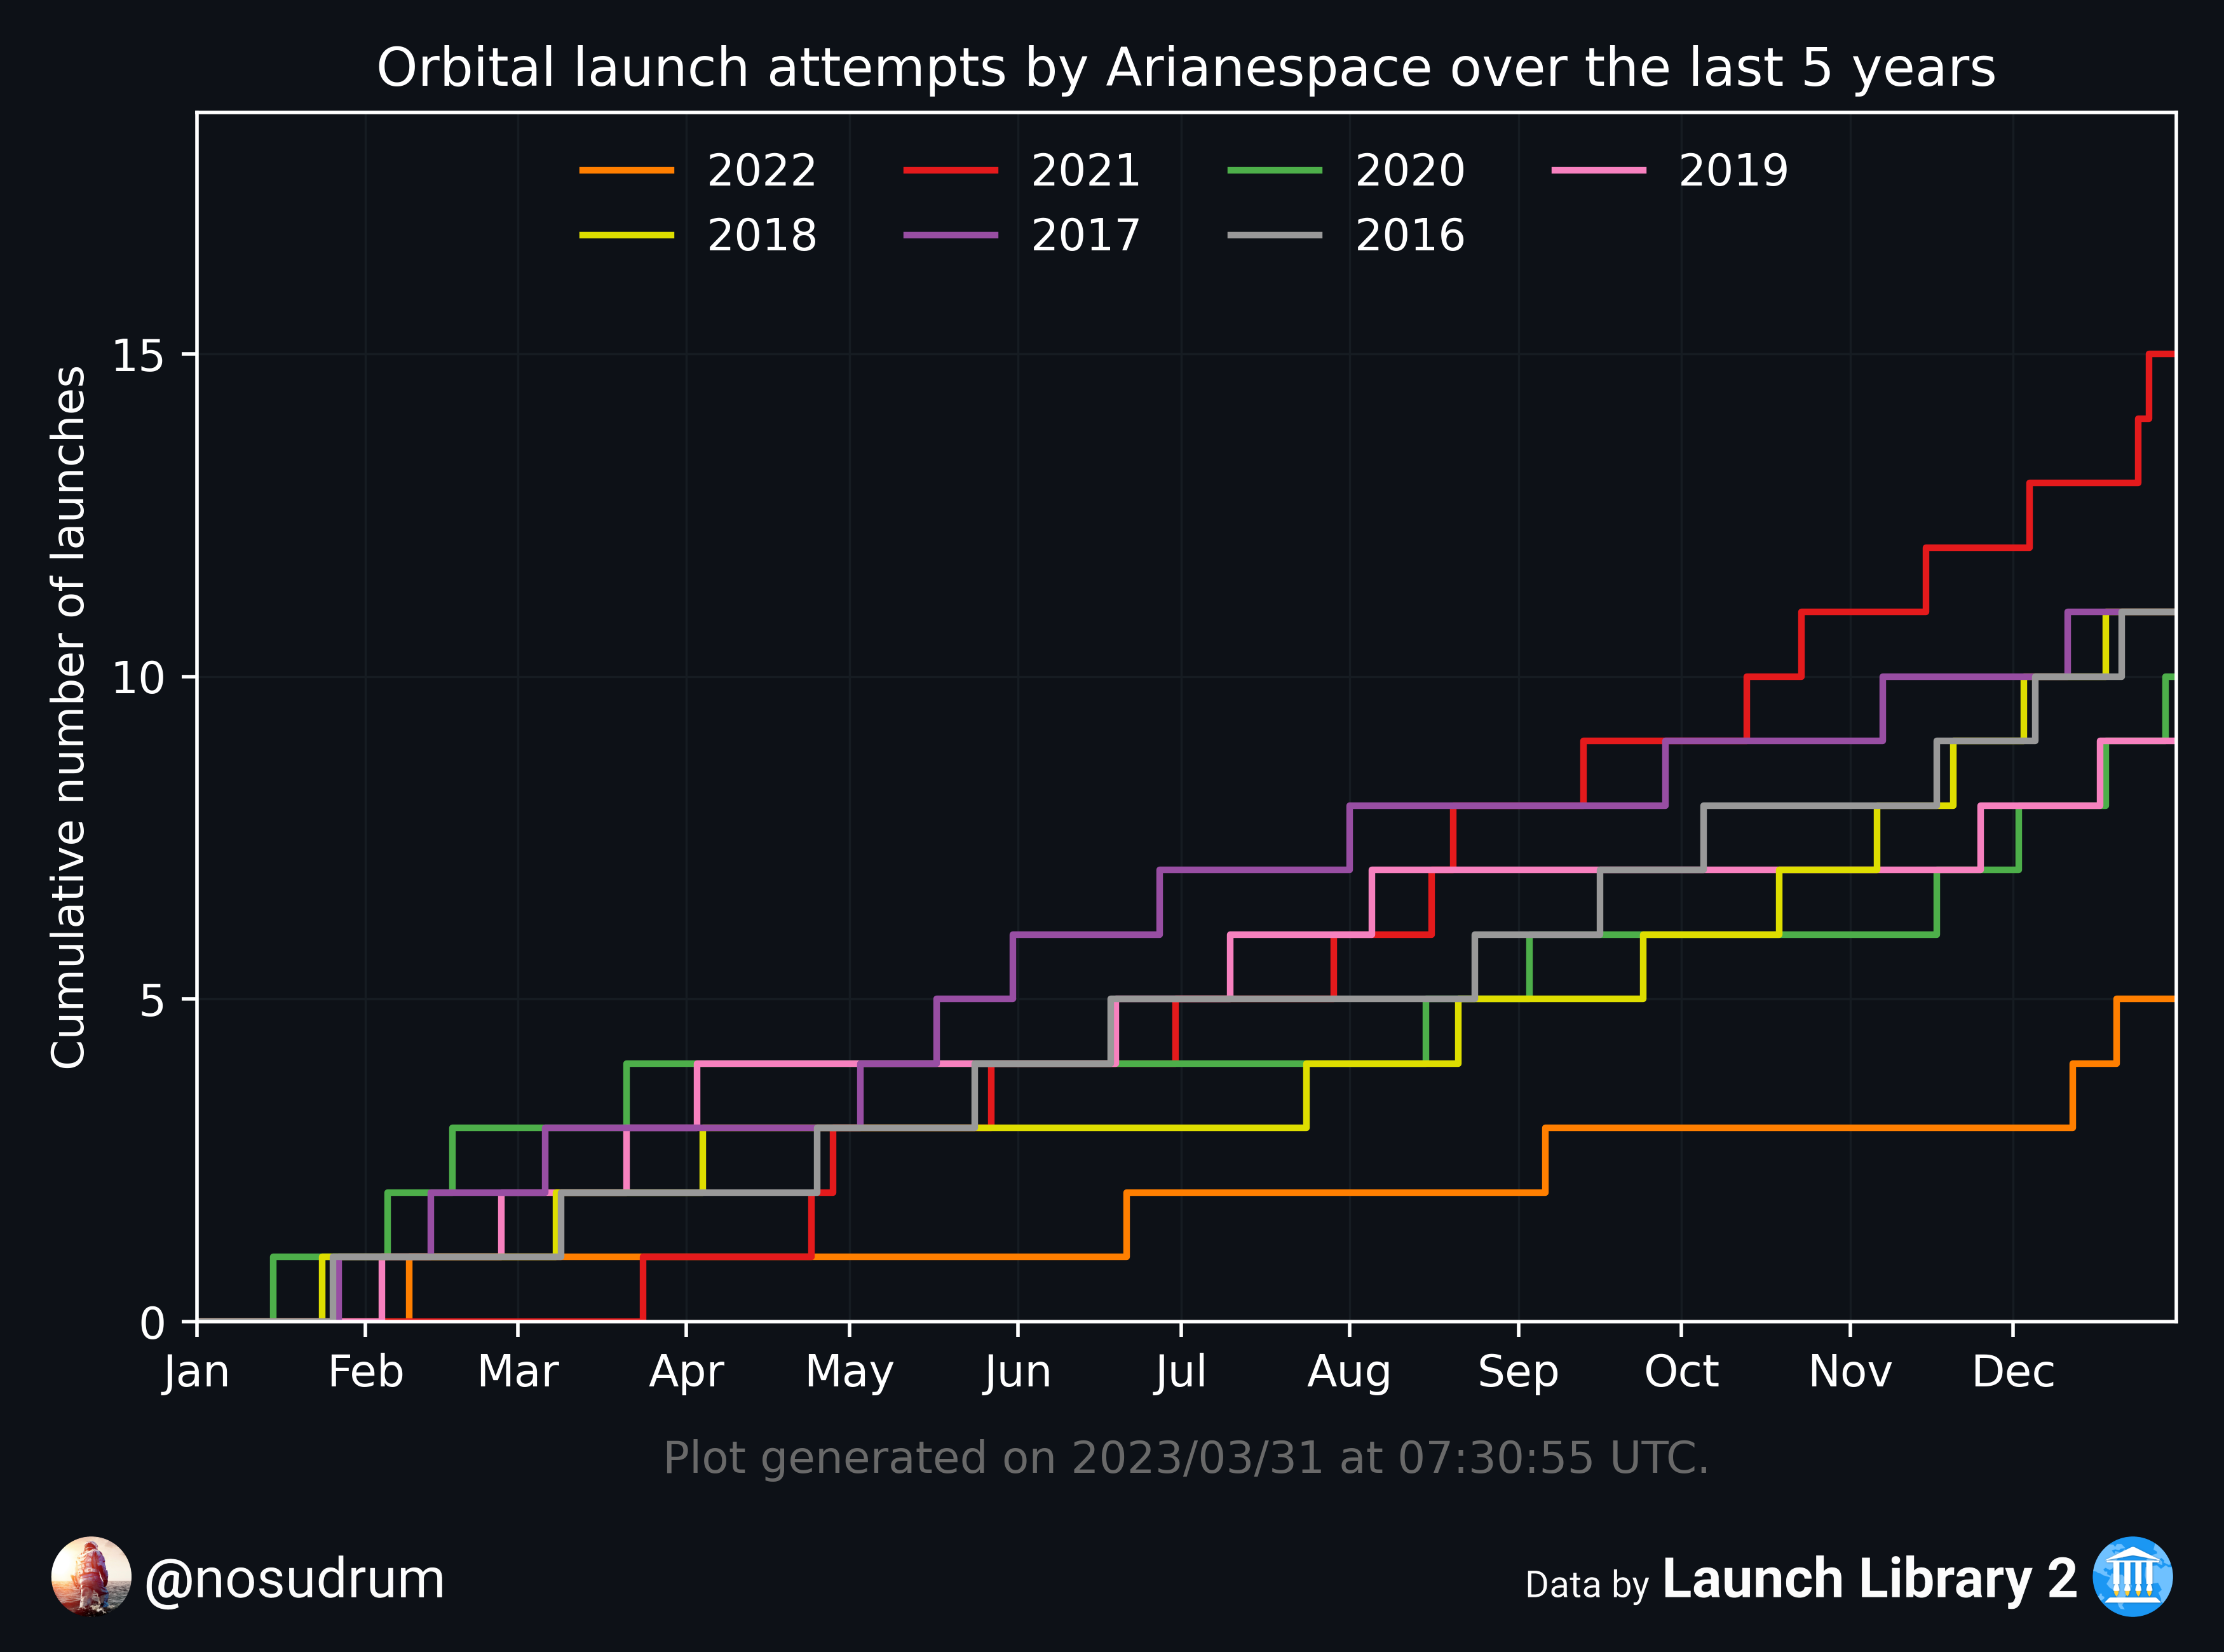 Orbital launch attempts by Arianespace over the last 5 years
2022 2021 2020 2019
2018 2017 2016
Cumulative number of launches
15
10
5
0
Jan Feb Mar Apr May Jun Jul Aug Sep Oct Nov Dec
Plot generated on 2023/03/31 at 07:30:55 UTC.
@nosudrum
Data by Launch Library 2